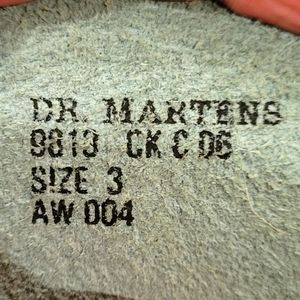 DR. MARTENS
9813 CK C 06
SIZE 3
AW 004